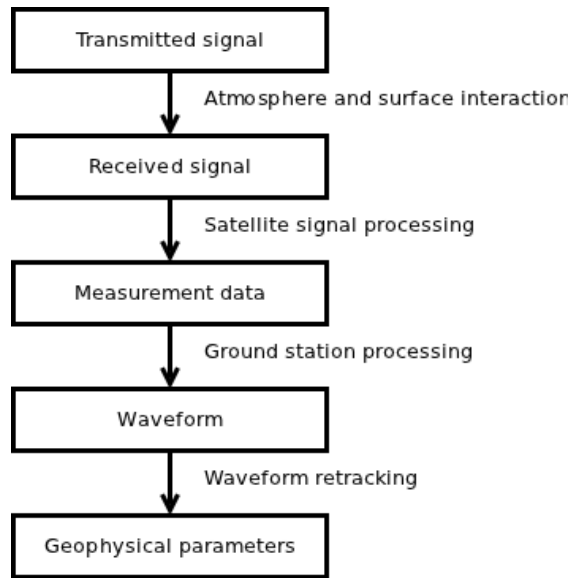 Transmitted signal
Atmosphere and surface interaction
Received signal
Satellite signal processing
Measurement data
Ground station processing
Waveform
Waveform retracking
Geophysical parameters